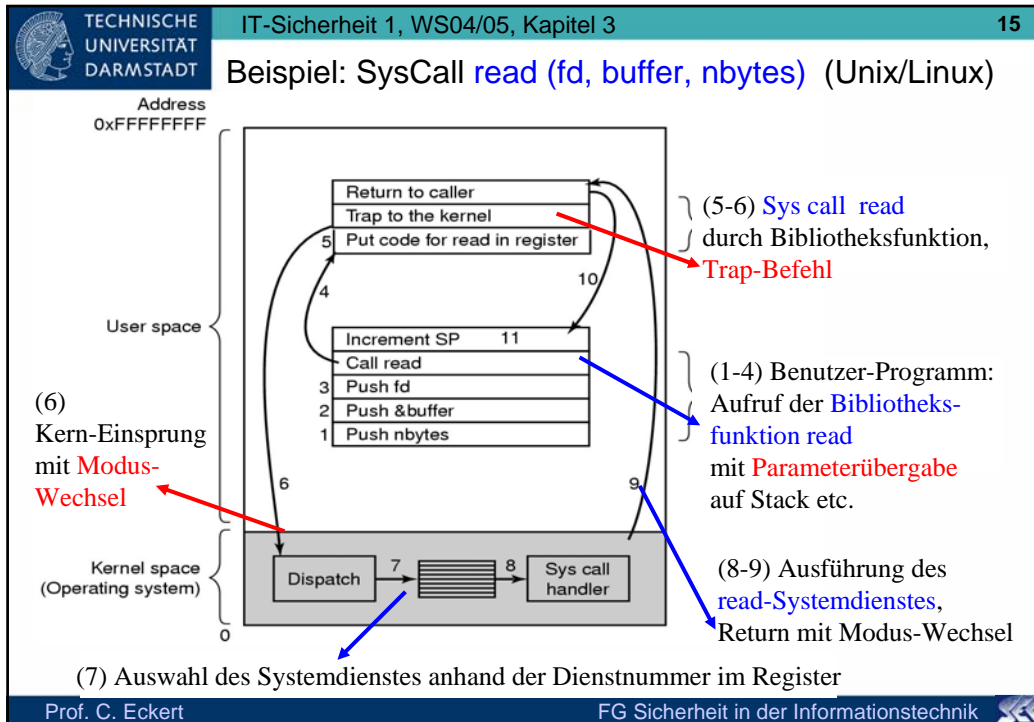 TECHNISCHE
UNIVERSITÄT
DARMSTADT
IT-Sicherheit 1, WS04/05, Kapitel 3
15
Beispiel: SysCall read (fd, buffer, nbytes) (Unix/Linux)
Address
0xFFFFFFFF
Return to caller
Trap to the kernel
5 Put code for read in register
4
10
(5-6) Sys call read
durch Bibliotheksfunktion,
Trap-Befehl
User space
Increment SP 11
Call read
3 Push fd
2 Push &buffer
1 Push nbytes
(1-4) Benutzer-Programm:
Aufruf der Bibliotheks-
funktion read
mit Parameterübergabe
auf Stack etc.
(6)
Kern-Einsprung
mit Modus-
Wechsel
6
9
Kernel space
(Operating system)
Dispatch
7
8
Sys call
handler
0
(8-9) Ausführung des
read-Systemdienstes,
Return mit Modus-Wechsel
(7) Auswahl des Systemdienstes anhand der Dienstnummer im Register
Prof. C. Eckert
FG Sicherheit in der Informationstechnik